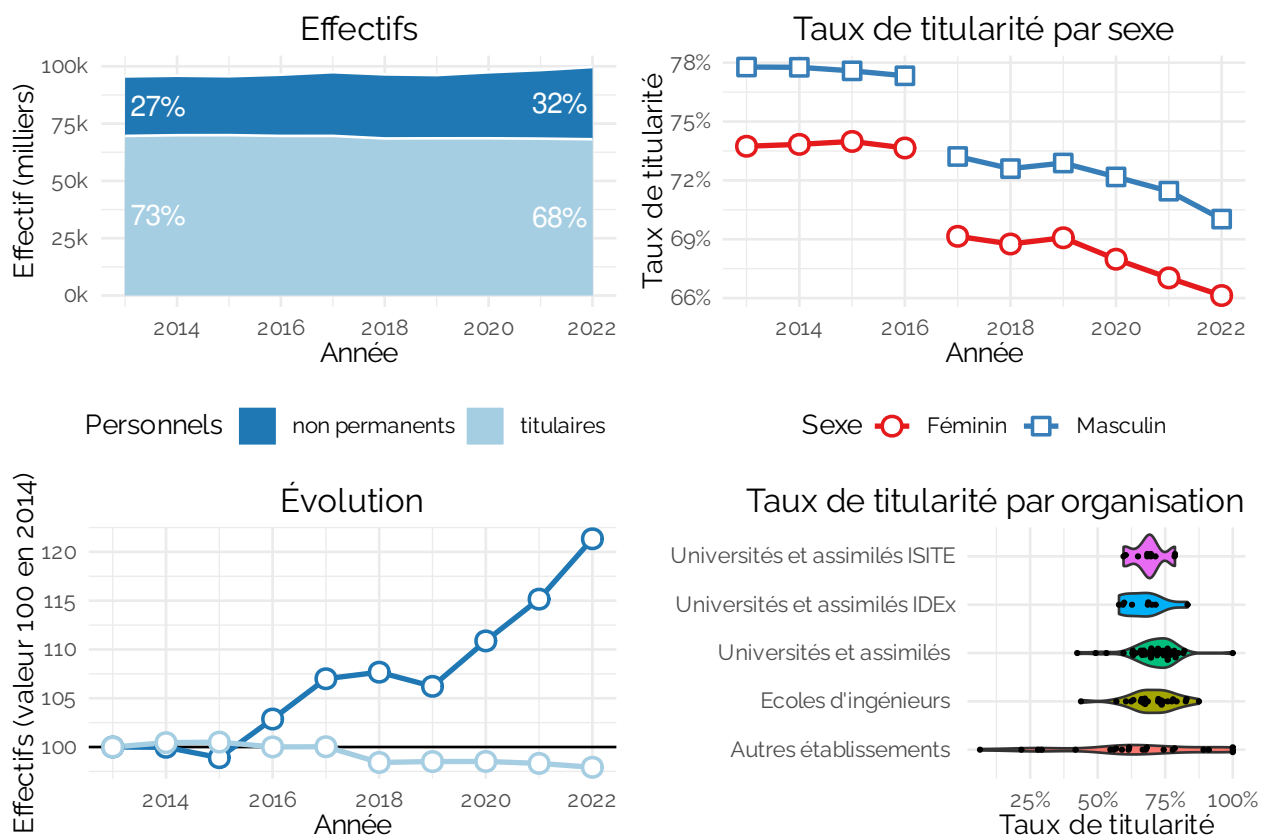 Effectifs
Effectif (milliers)
100k
75k
50k
25k
0k
27%
32%
73%
68%
2014 2016 2018 2020 2022
Année
Personnels non permanents titulaires
Taux de titularité par sexe
Taux de titularité
78%
75%
72%
69%
66%
2014 2016 2018 2020 2022
Année
Sexe Féminin Masculin
Évolution
Effectifs (valeur 100 en 2014)
120
115
110
105
100
2014 2016 2018 2020 2022
Année
Taux de titularité par organisation
Universités et assimilés ISITE
Universités et assimilés IDEx
Universités et assimilés
Ecoles d'ingénieurs
Autres établissements
25% 50% 75% 100%
Taux de titularité